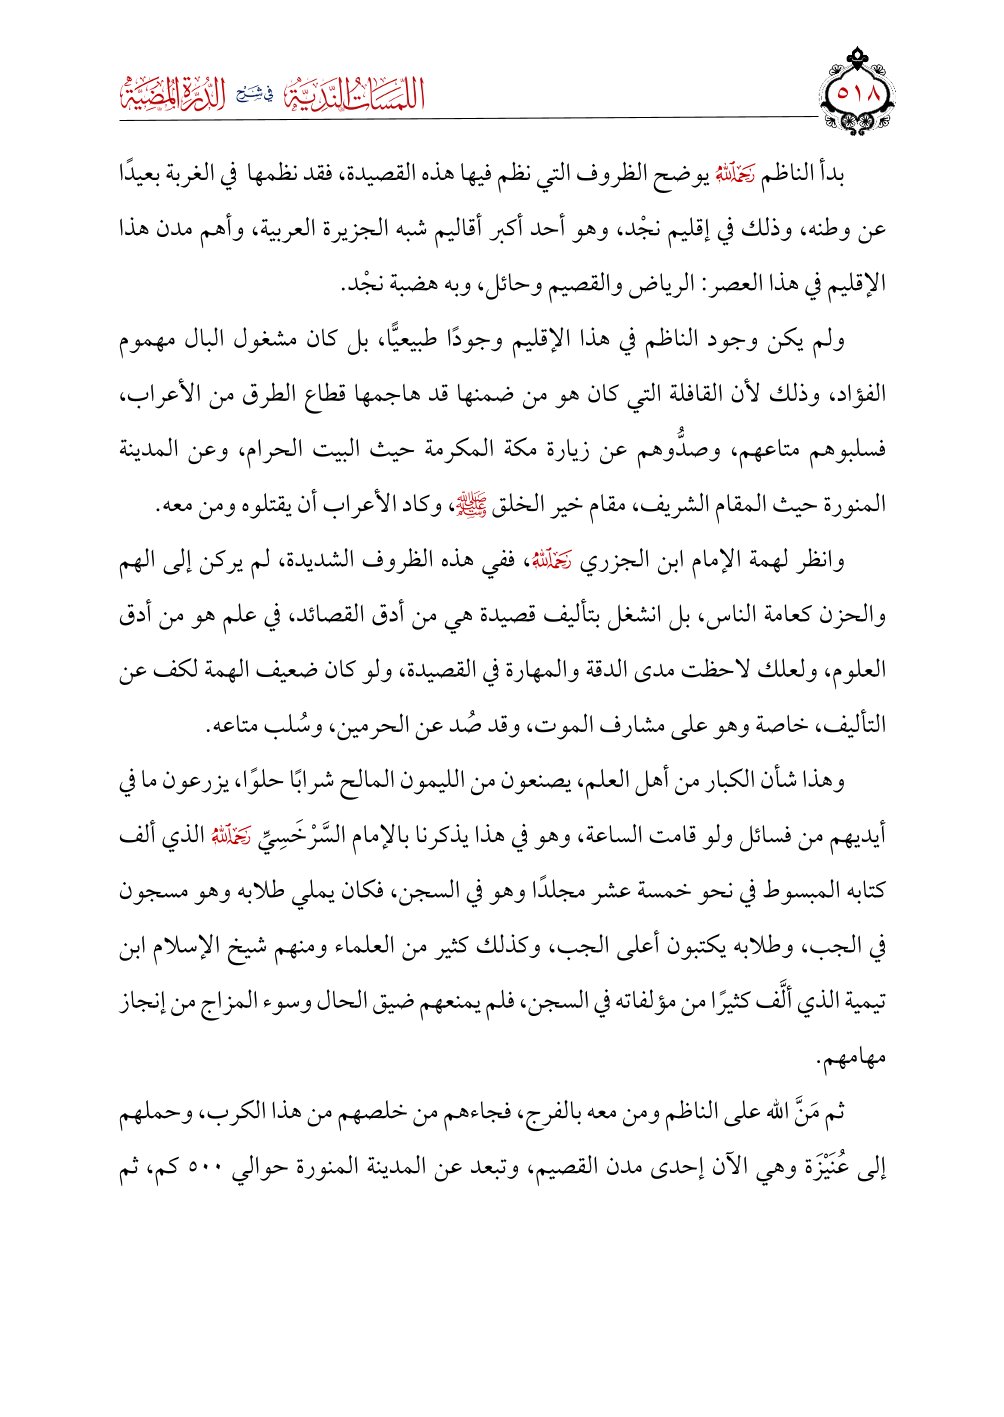 ٥١٨
اللمسات الندية في شرح الدرة المضية
بدأ الناظم رَحِمَهُ ٱللَّهُ يوضح الظروف التي نظم فيها هذه القصيدة، فقد نظمها في الغربة بعيدًا
عن وطنه، وذلك في إقليم نجْد، وهو أحد أكبر أقاليم شبه الجزيرة العربية، وأهم مدن هذا
الإقليم في هذا العصر: الرياض والقصيم وحائل، وبه هضبة نجْد.
ولم يكن وجود الناظم في هذا الإقليم وجودًا طبيعيًّا، بل كان مشغول البال مهموم
الفؤاد، وذلك لأن القافلة التي كان هو من ضمنها قد هاجمها قطاع الطرق من الأعراب،
فسلبوهم متاعهم، وصدُّوهم عن زيارة مكة المكرمة حيث البيت الحرام، وعن المدينة
المنورة حيث المقام الشريف، مقام خير الخلق ﷺ، وكاد الأعراب أن يقتلوه ومن معه.
وانظر لهمة الإمام ابن الجزري رَحِمَهُ ٱللَّهُ، ففي هذه الظروف الشديدة، لم يركن إلى الهم
والحزن كعامة الناس، بل انشغل بتأليف قصيدة هي من أدق القصائد، في علم هو من أدق
العلوم، ولعلك لاحظت مدى الدقة والمهارة في القصيدة، ولو كان ضعيف الهمة لكف عن
التأليف، خاصة وهو على مشارف الموت، وقد صُد عن الحرمين، وسُلب متاعه.
وهذا شأن الكبار من أهل العلم، يصنعون من الليمون المالح شرابًا حلوًا، يزرعون ما في
أيديهم من فسائل ولو قامت الساعة، وهو في هذا يذكرنا بالإمام السَّرْخَسِيِّ رَحِمَهُ ٱللَّهُ الذي ألف
كتابه المبسوط في نحو خمسة عشر مجلدًا وهو في السجن، فكان يملي طلابه وهو مسجون
في الجب، وطلابه يكتبون أعلى الجب، وكذلك كثير من العلماء ومنهم شيخ الإسلام ابن
تيمية الذي ألَّف كثيرًا من مؤلفاته في السجن، فلم يمنعهم ضيق الحال وسوء المزاج من إنجاز
مهامهم.
ثم مَنَّ الله على الناظم ومن معه بالفرج، فجاءهم من خلصهم من هذا الكرب، وحملهم
إلى عُنَيْزَة وهي الآن إحدى مدن القصيم، وتبعد عن المدينة المنورة حوالي ٥٠٠ كم، ثم